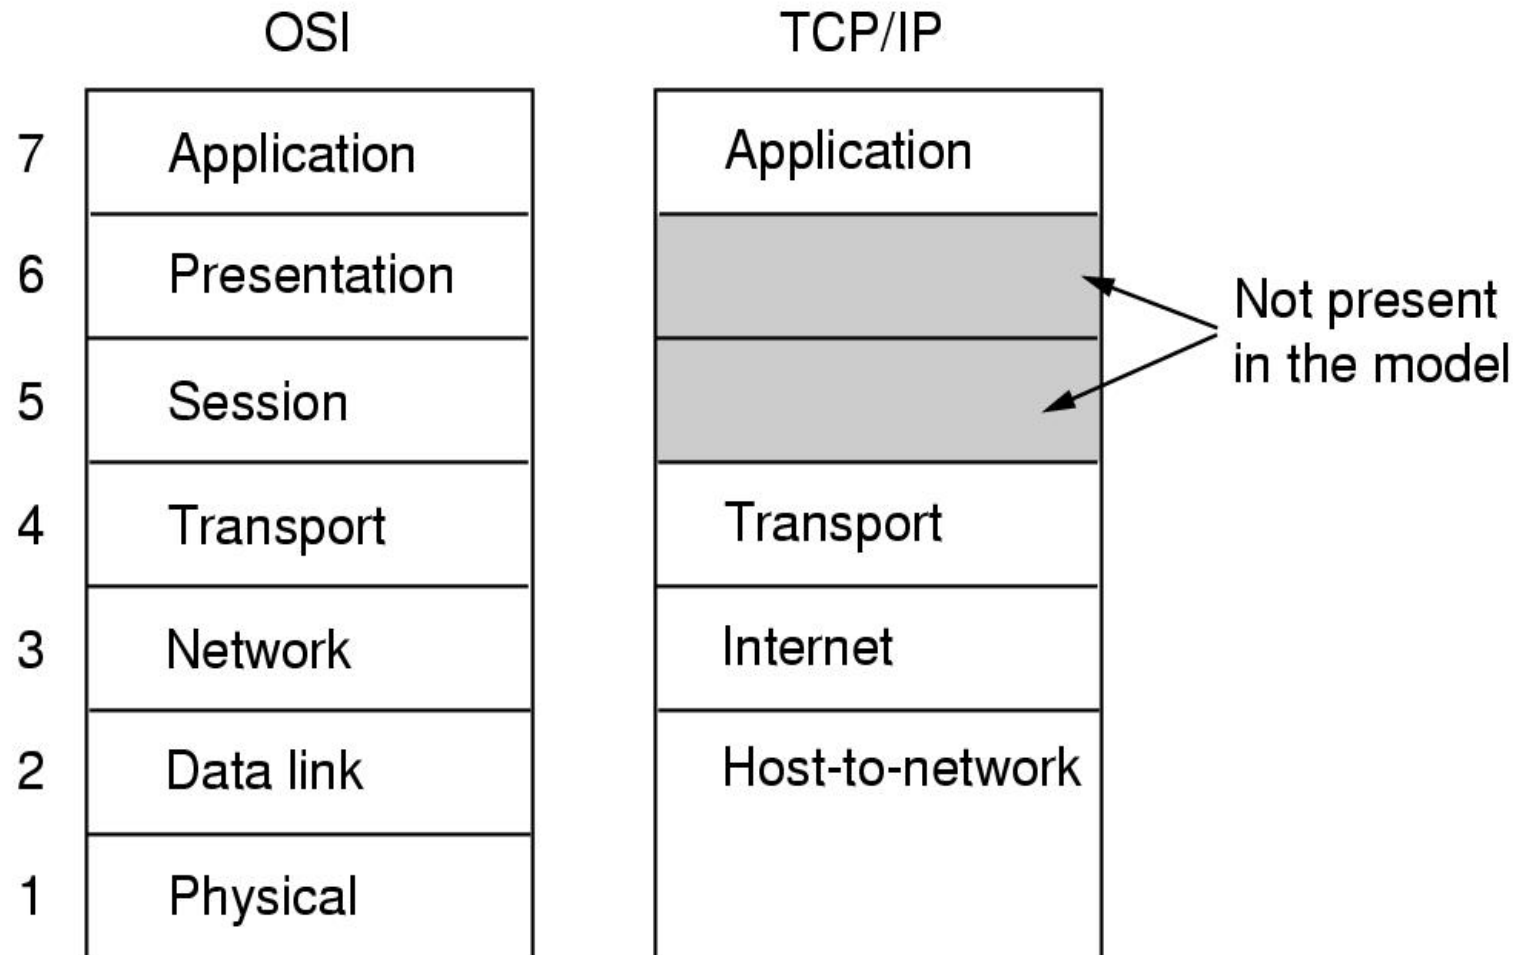 OSI TCP/IP
7 Application Application
6 Presentation
5 Session
Not present
in the model
4 Transport Transport
3 Network Internet
2 Data link Host-to-network
1 Physical